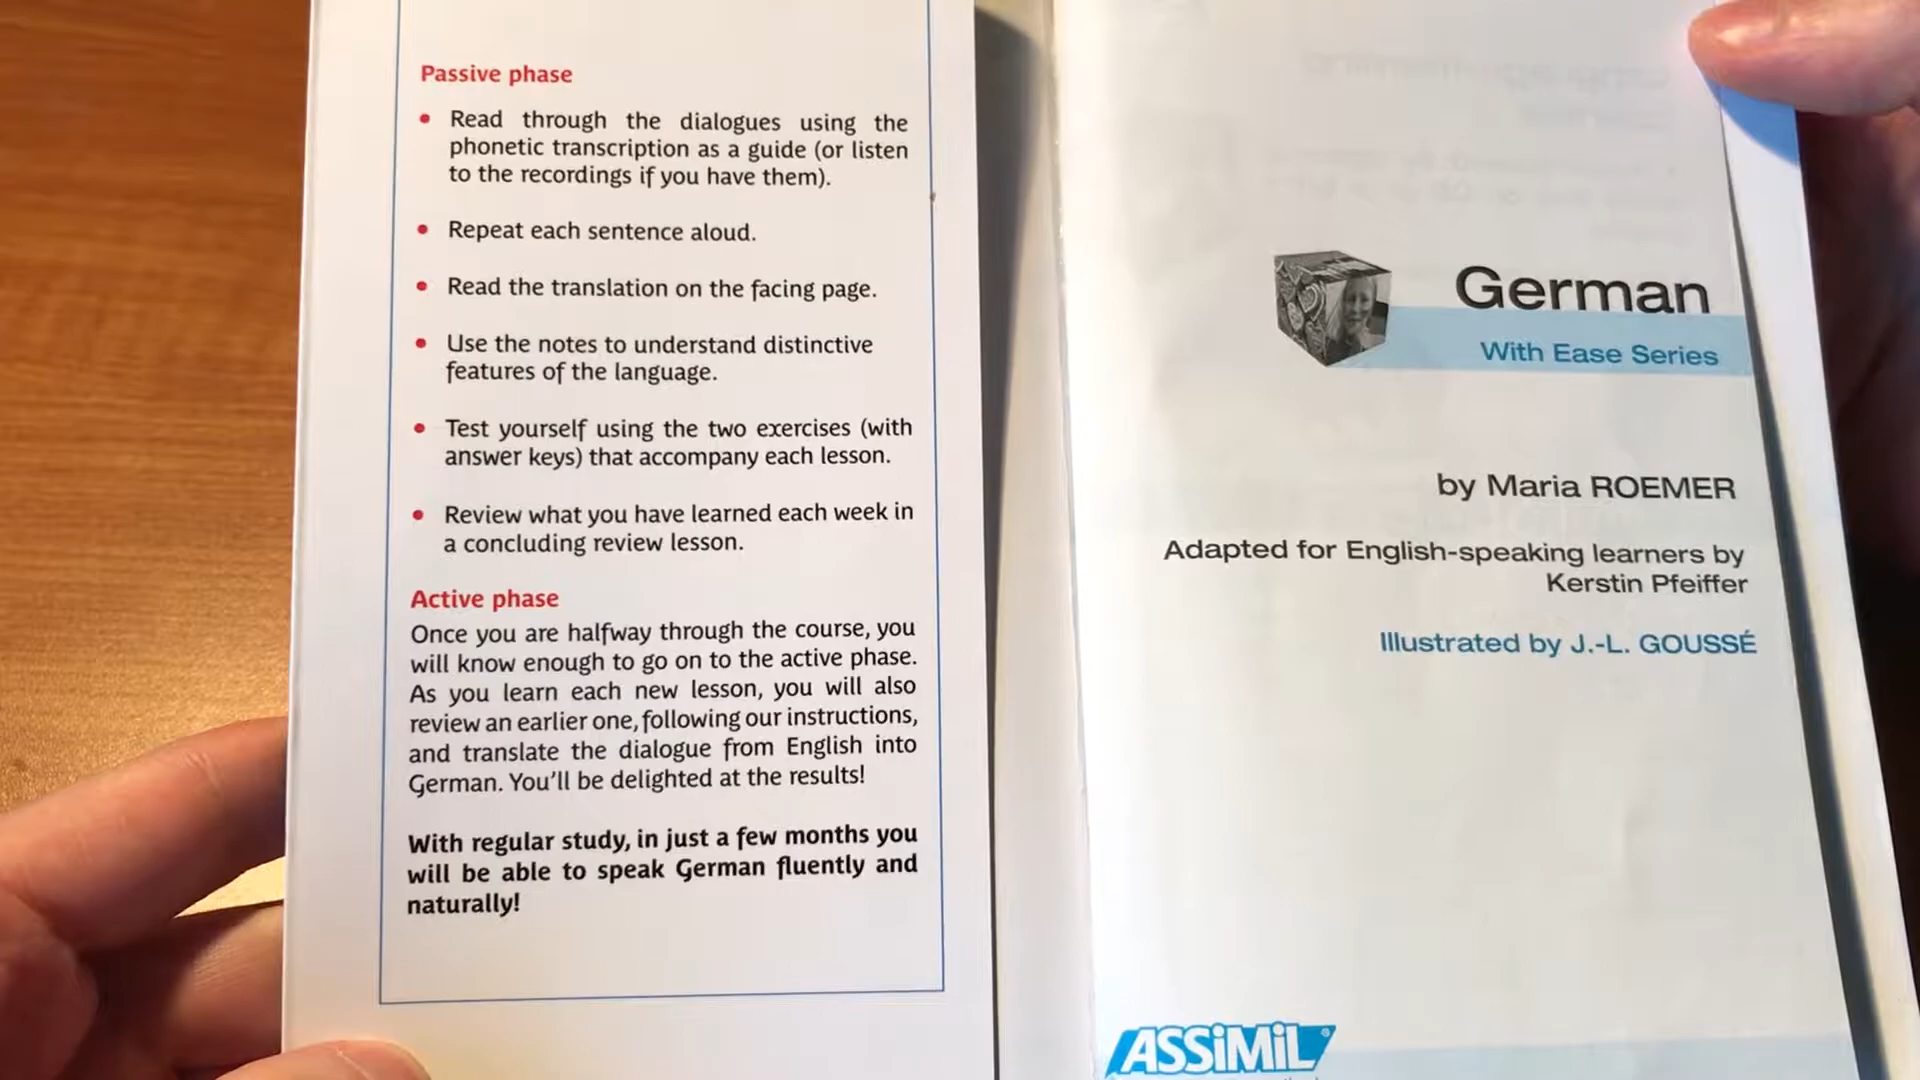 Passive phase
• Read through the dialogues using the
phonetic transcription as a guide (or listen
to the recordings if you have them).
• Repeat each sentence aloud.
• Read the translation on the facing page.
• Use the notes to understand distinctive
features of the language.
• Test yourself using the two exercises (with
answer keys) that accompany each lesson.
• Review what you have learned each week in
a concluding review lesson.
Active phase
Once you are halfway through the course, you
will know enough to go on to the active phase.
As you learn each new lesson, you will also
review an earlier one, following our instructions,
and translate the dialogue from English into
German. You'll be delighted at the results!
With regular study, in just a few months you
will be able to speak German fluently and
naturally!
German
With Ease Series
by Maria ROEMER
Adapted for English-speaking learners by
Kerstin Pfeiffer
Illustrated by J.-L. GOUSSÉ
ASSiMiL